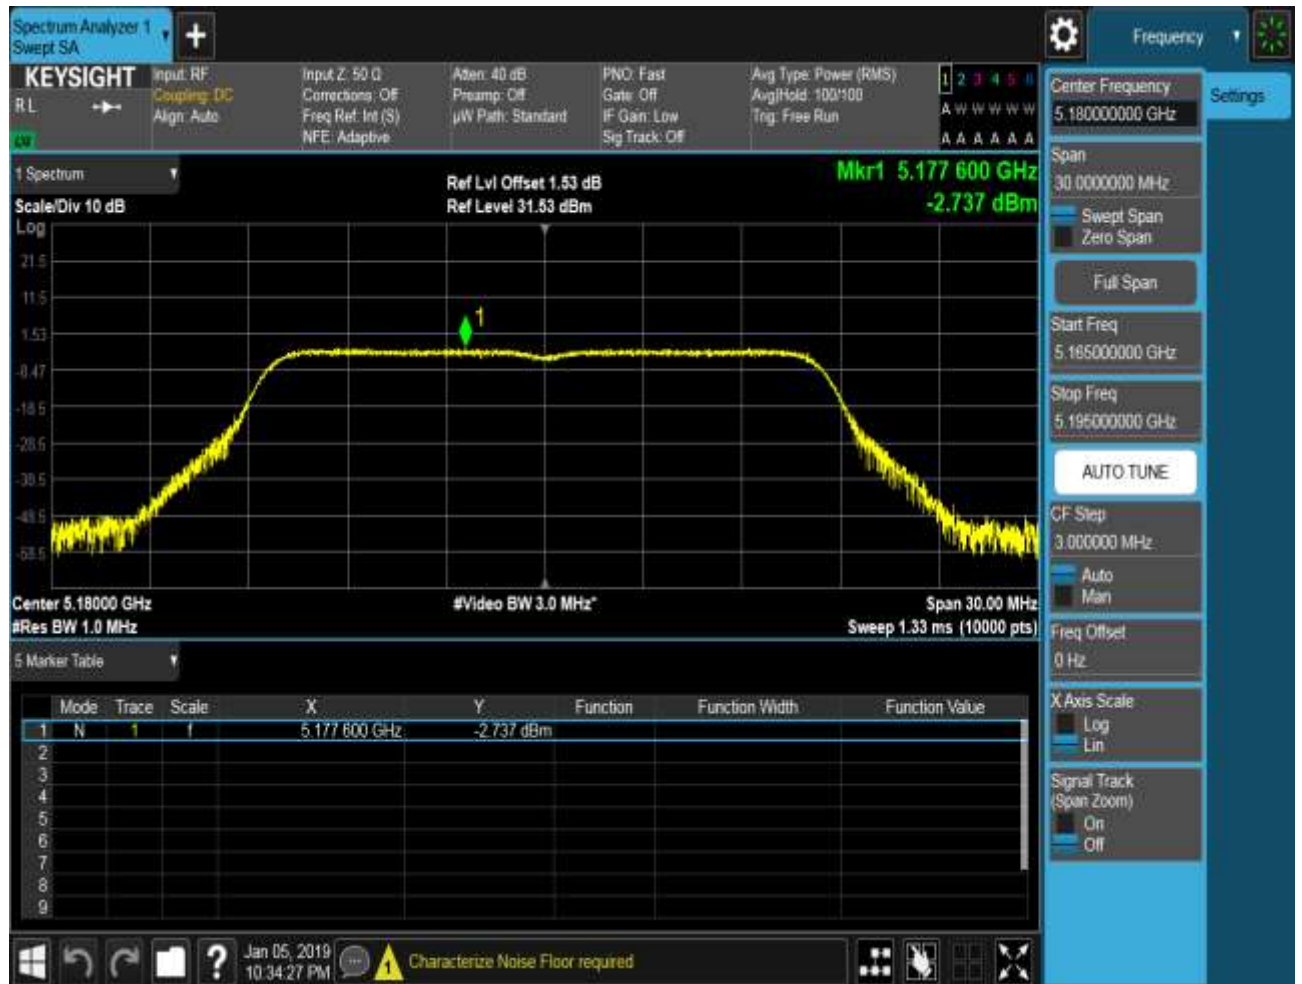 Spectrum Analyzer 1
Swept SA
Frequency
KEYSIGHT
R L
LXI
Input: RF
Coupling: DC
Align: Auto
Input Z: 50 Ω
Corrections: Off
Freq Ref: Int (S)
NFE: Adaptive
Atten: 40 dB
Preamp: Off
µW Path: Standard
PNO: Fast
Gate: Off
IF Gain: Low
Sig Track: Off
Avg Type: Power (RMS)
Avg|Hold: 100/100
Trig: Free Run
1 2 3 4 5 6
A W W W W W
A A A A A A
1 Spectrum
Scale/Div 10 dB
Ref Lvl Offset 1.53 dB
Ref Level 31.53 dBm
Mkr1 5.177 600 GHz
-2.737 dBm
Log
21.5
11.5
1.53
-8.47
-18.5
-28.5
-38.5
-48.5
-58.5
1
Center 5.18000 GHz
#Res BW 1.0 MHz
#Video BW 3.0 MHz*
Span 30.00 MHz
Sweep 1.33 ms (10000 pts)
5 Marker Table
Mode Trace Scale X Y Function Function Width Function Value
1 N 1 f 5.177 600 GHz -2.737 dBm
2
3
4
5
6
7
8
9
Center Frequency
5.180000000 GHz
Settings
Span
30.0000000 MHz
Swept Span
Zero Span
Full Span
Start Freq
5.165000000 GHz
Stop Freq
5.195000000 GHz
AUTO TUNE
CF Step
3.000000 MHz
Auto
Man
Freq Offset
0 Hz
X Axis Scale
Log
Lin
Signal Track
(Span Zoom)
On
Off
?
Jan 05, 2019
10:34:27 PM
1
Characterize Noise Floor required